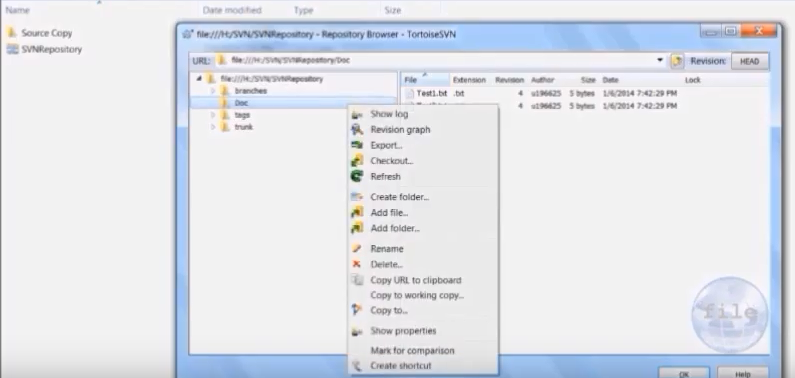 Name Date modified Type Size
Source Copy
SVNRepository
file:///H:/SVN/SVNRepository - Repository Browser - TortoiseSVN
URL: file:///H:/SVN/SVNRepository/Doc Revision: HEAD
file:///H:/SVN/SVNRepository
branches
Doc
tags
trunk
File Extension Revision Author Size Date Lock
Test1.txt .txt 4 u196625 5 bytes 1/6/2014 7:42:29 PM
4 u196625 5 bytes 1/6/2014 7:42:29 PM
Show log
Revision graph
Export...
Checkout...
Refresh
Create folder...
Add file...
Add folder...
Rename
Delete...
Copy URL to clipboard
Copy to working copy...
Copy to...
Show properties
Mark for comparison
Create shortcut
file
OK Help